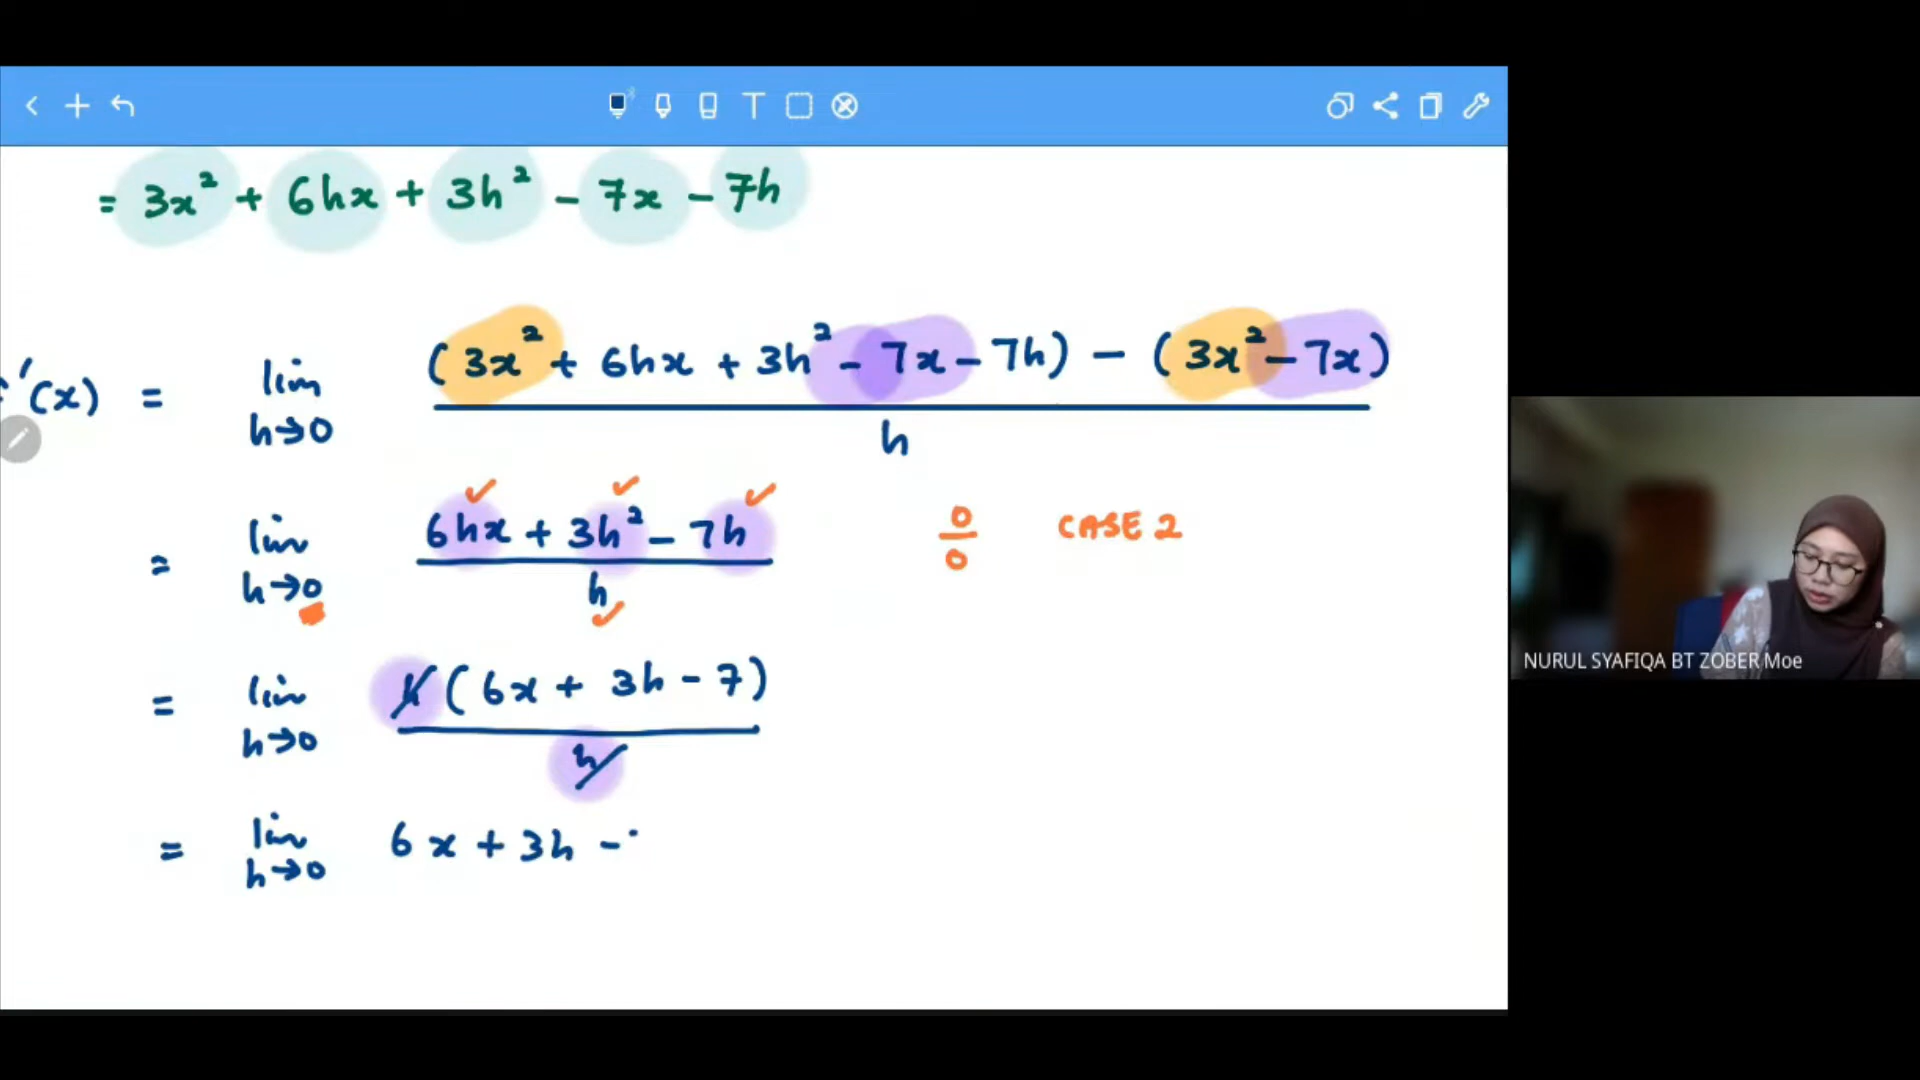 = 3x² + 6hx + 3h² - 7x - 7h
'(x) = lim h→0 (3x² + 6hx + 3h² - 7x - 7h) - (3x² - 7x)
h
= lim h→0 6hx + 3h² - 7h
h
0
0
CASE 2
= lim h→0 h(6x + 3h - 7)
h
= lim h→0 6x + 3h -
T
NURUL SYAFIQA BT ZOBER Moe